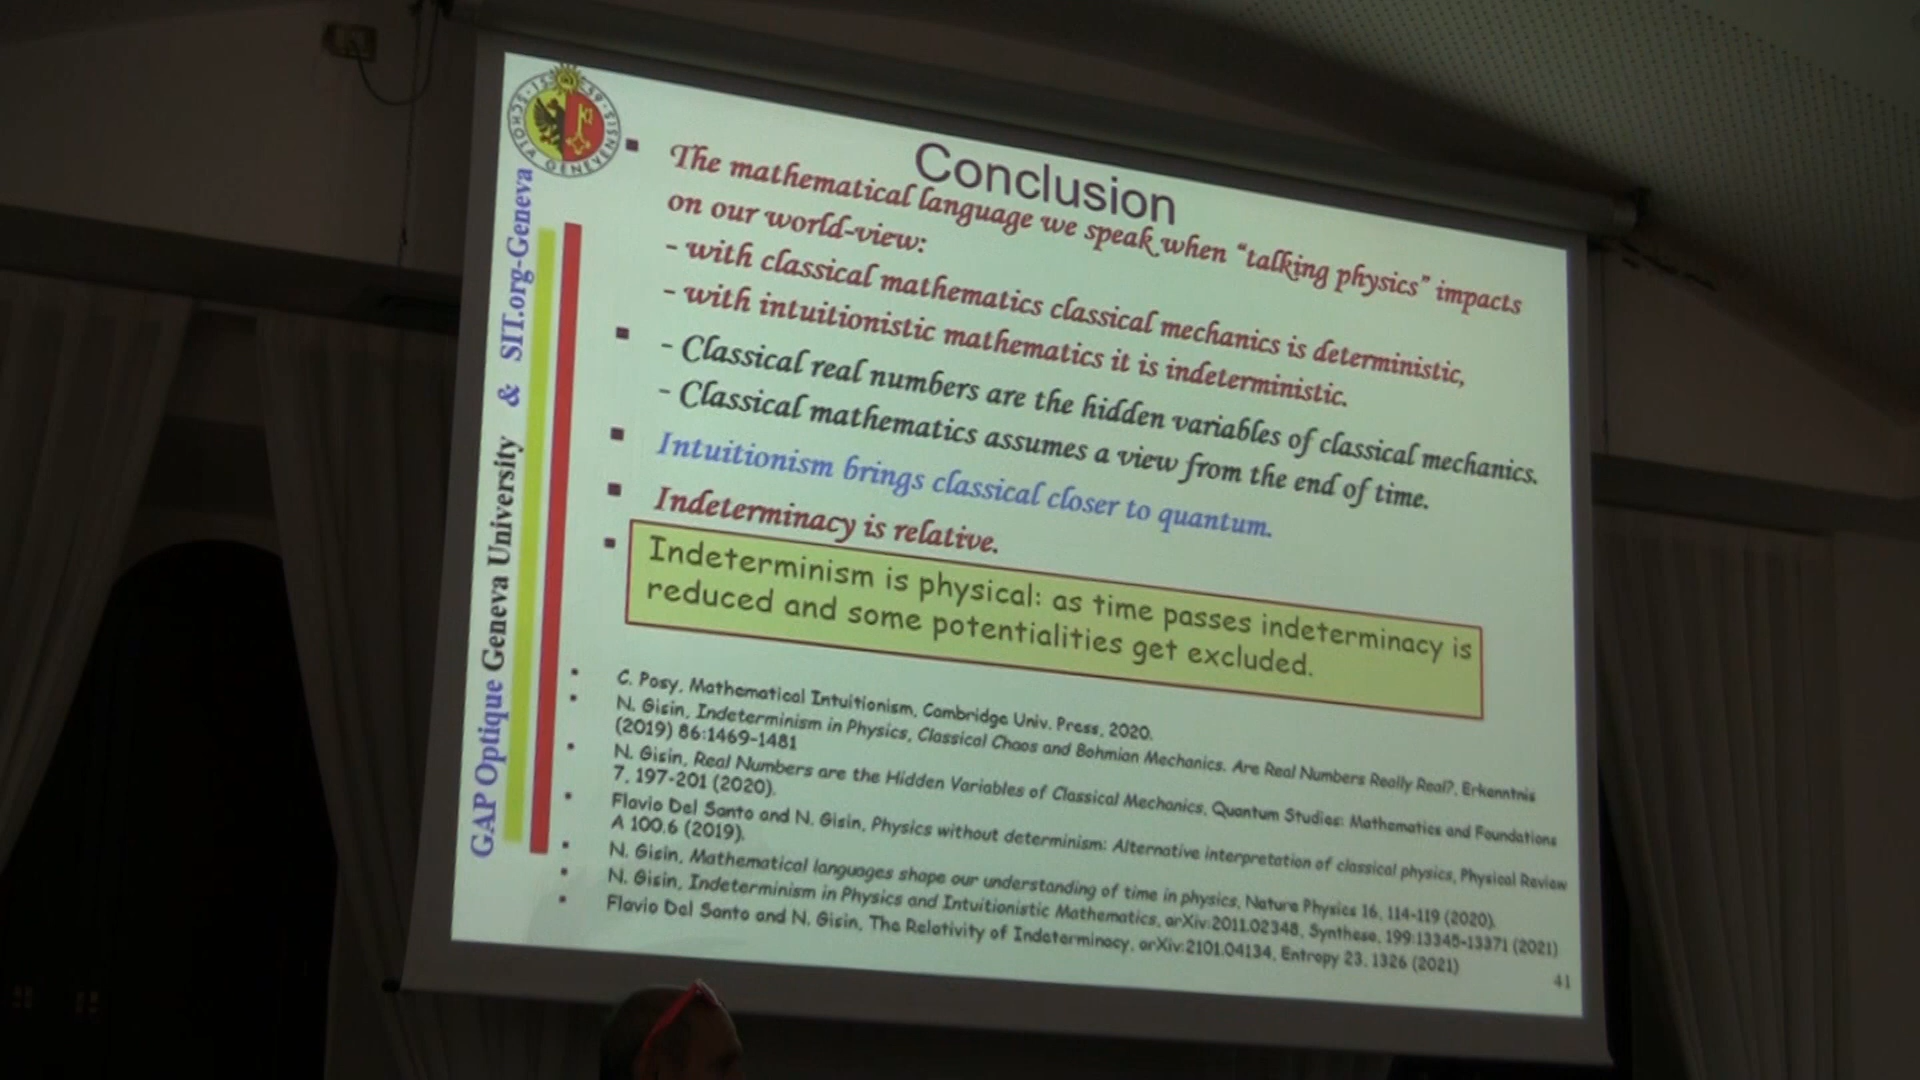 SCHOLA GENEVENSIS 1559
Conclusion
The mathematical language we speak when “talking physics” impacts
on our world-view:
- with classical mathematics classical mechanics is deterministic,
- with intuitionistic mathematics it is indeterministic.
- Classical real numbers are the hidden variables of classical mechanics.
- Classical mathematics assumes a view from the end of time.
Intuitionism brings classical closer to quantum.
Indeterminacy is relative.
Indeterminism is physical: as time passes indeterminacy is
reduced and some potentialities get excluded.
C. Posy, Mathematical Intuitionism, Cambridge Univ. Press, 2020.
N. Gisin, Indeterminism in Physics, Classical Chaos and Bohmian Mechanics. Are Real Numbers Really Real?, Erkenntnis
(2019) 86:1469-1481
N. Gisin, Real Numbers are the Hidden Variables of Classical Mechanics, Quantum Studies: Mathematics and Foundations
7, 197-201 (2020).
Flavio Del Santo and N. Gisin, Physics without determinism: Alternative interpretation of classical physics, Physical Review
A 100.6 (2019).
N. Gisin, Mathematical languages shape our understanding of time in physics, Nature Physics 16, 114-119 (2020).
N. Gisin, Indeterminism in Physics and Intuitionistic Mathematics, arXiv:2011.02348, Synthese, 199:13345-13371 (2021)
Flavio Del Santo and N. Gisin, The Relativity of Indeterminacy, arXiv:2101.04134, Entropy 23, 1326 (2021)
41
GAP Optique Geneva University & SIT.org-Geneva